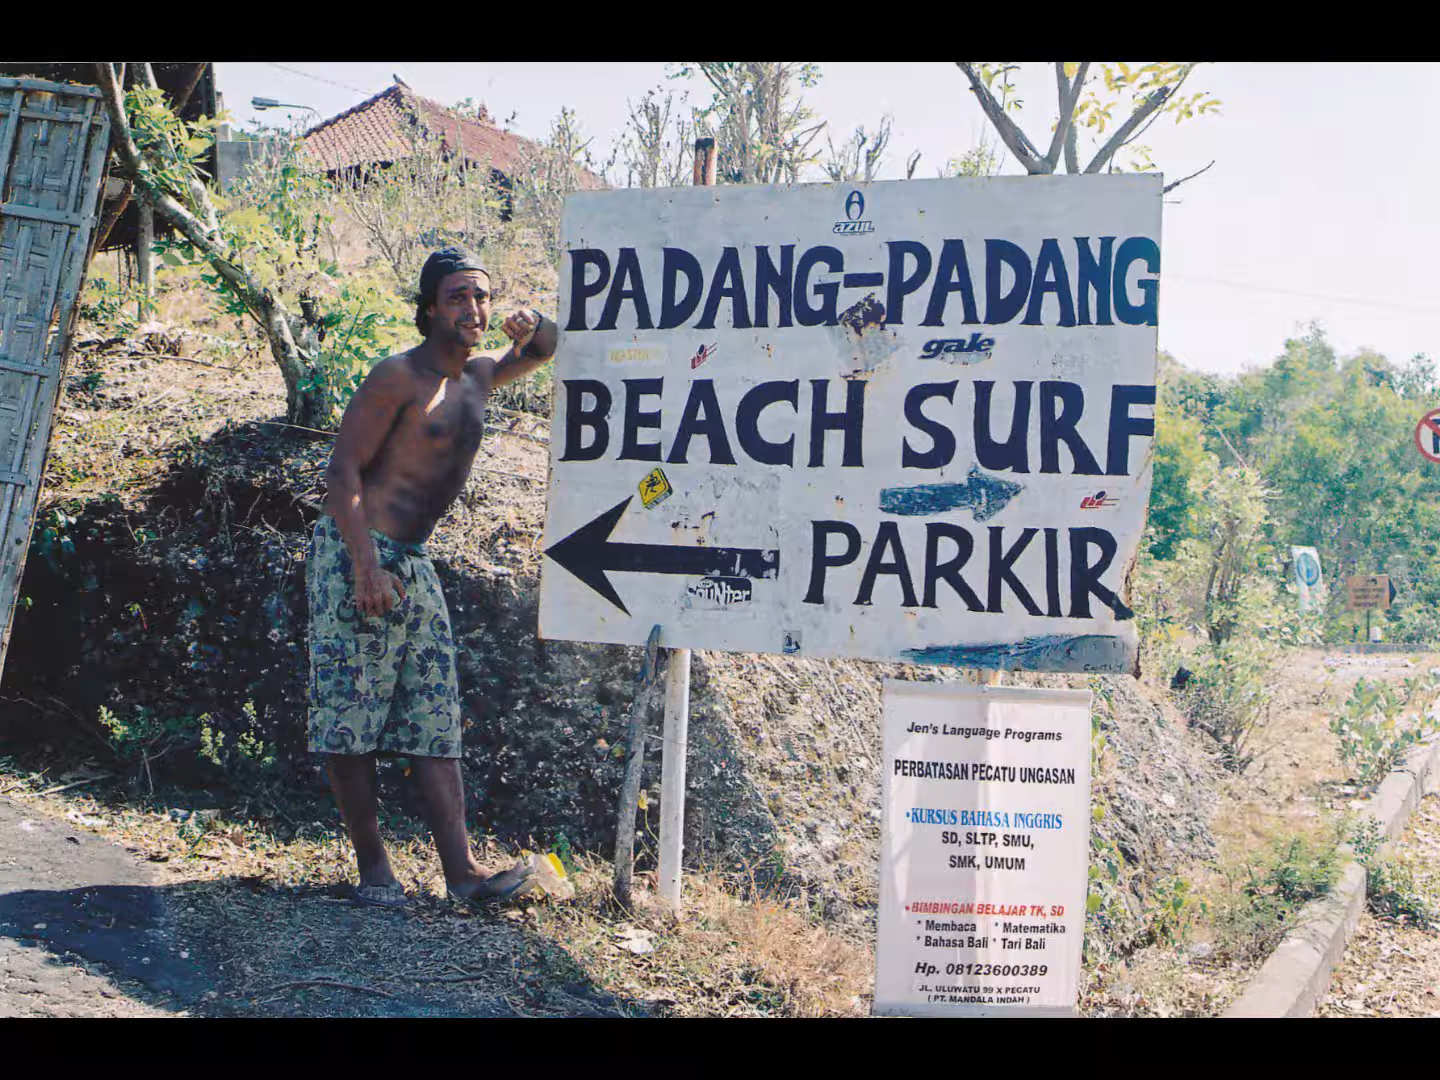 azul
PADANG-PADANG
gale
BEACH SURF
PARKIR
counter
Jen's Language Programs
PERBATASAN PECATU UNGASAN
•KURSUS BAHASA INGGRIS
SD, SLTP, SMU,
SMK, UMUM
•BIMBINGAN BELAJAR TK, SD
* Membaca * Matematika
* Bahasa Bali * Tari Bali
Hp. 08123600389
JL. ULUWATU 99 X PECATU
( PT. MANDALA INDAH )